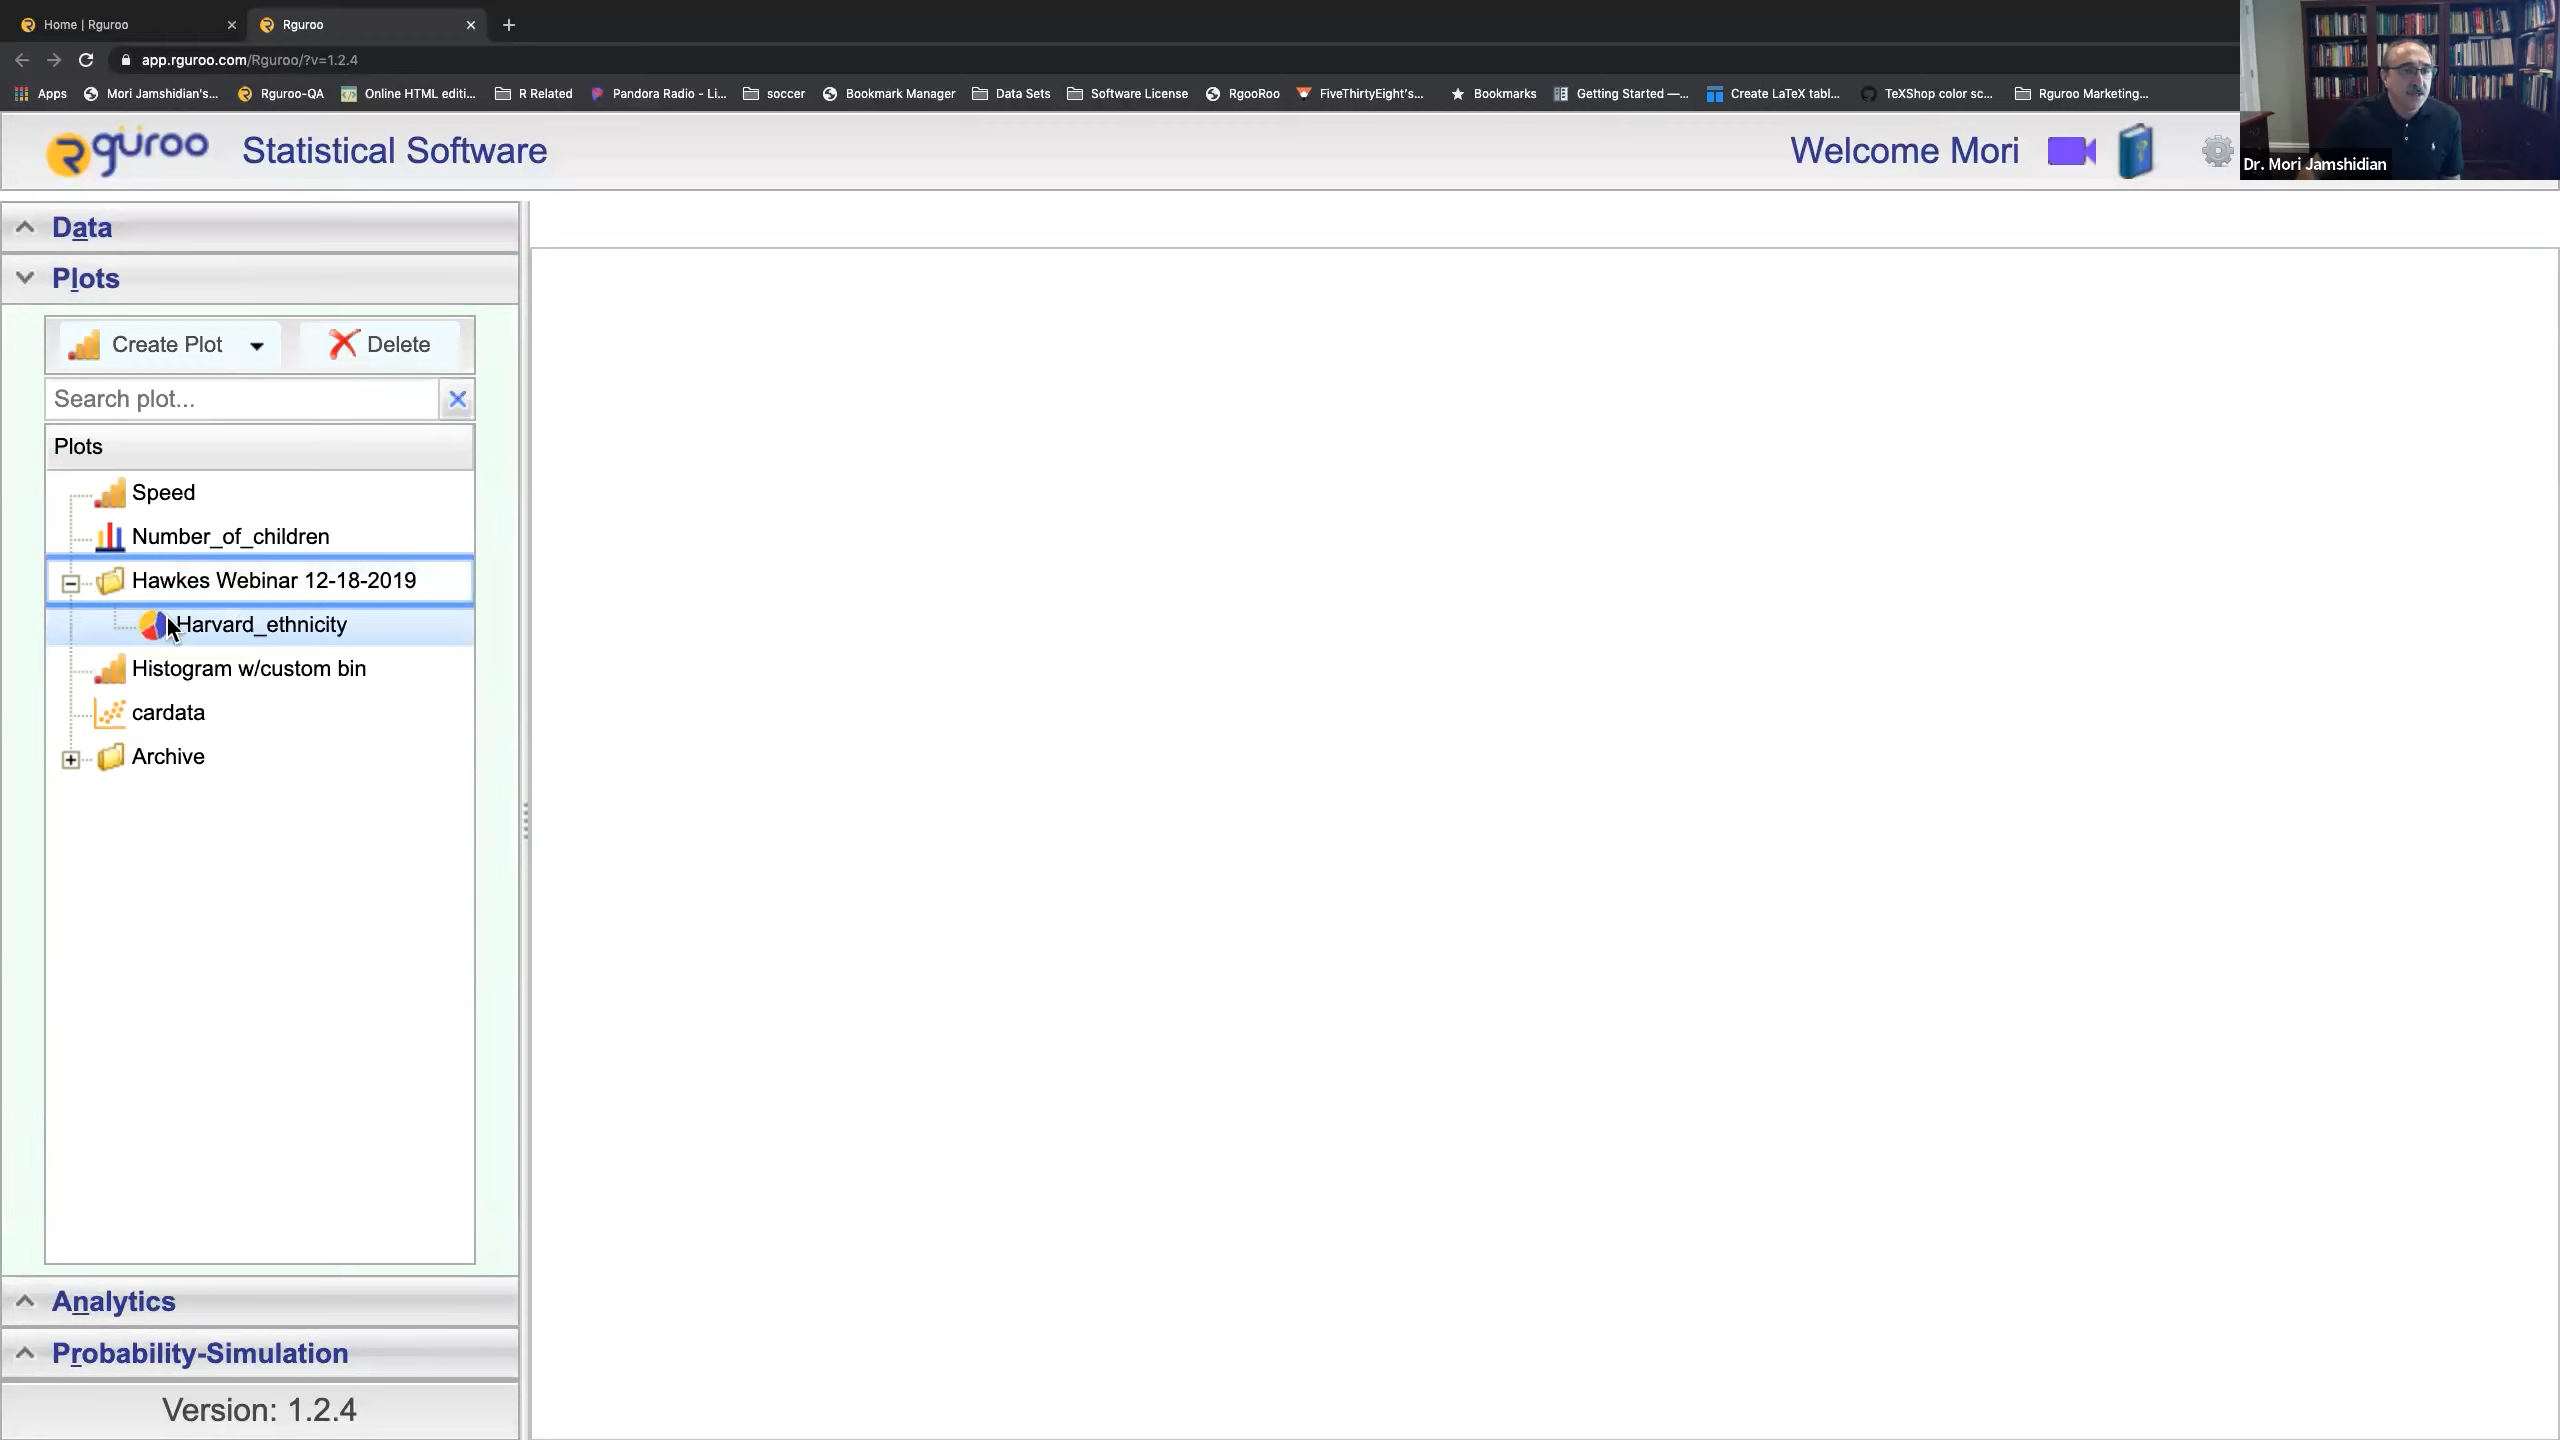 Home | Rguroo
Rguroo
app.rguroo.com/Rguroo/?v=1.2.4
Apps Mori Jamshidian's... Rguroo-QA Online HTML editi... R Related Pandora Radio - Li... soccer Bookmark Manager Data Sets Software License RgooRoo FiveThirtyEight's... Bookmarks Getting Started —... Create LaTeX tabl... TeXShop color sc... Rguroo Marketing...
Rguroo Statistical Software
Welcome Mori
Dr. Mori Jamshidian
Data
Plots
Create Plot Delete
Search plot...
Plots
Speed
Number_of_children
Hawkes Webinar 12-18-2019
Harvard_ethnicity
Histogram w/custom bin
cardata
Archive
Analytics
Probability-Simulation
Version: 1.2.4